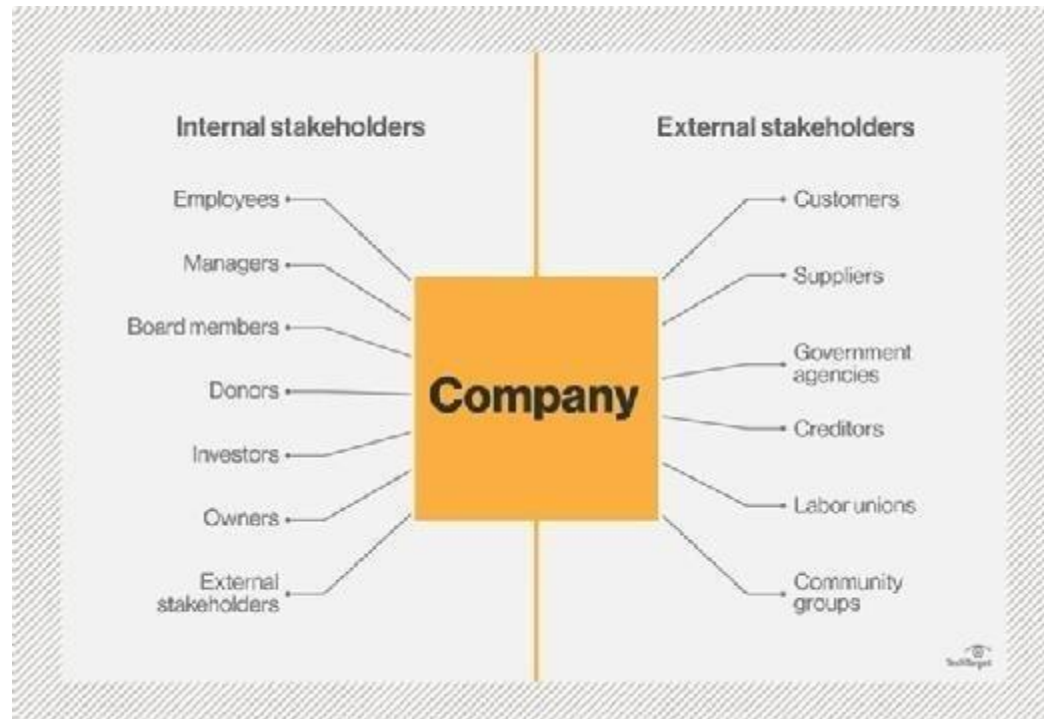 Internal stakeholders
Employees
Managers
Board members
Donors
Investors
Owners
External
stakeholders
Company
External stakeholders
Customers
Suppliers
Government
agencies
Creditors
Labor unions
Community
groups
TechTarget